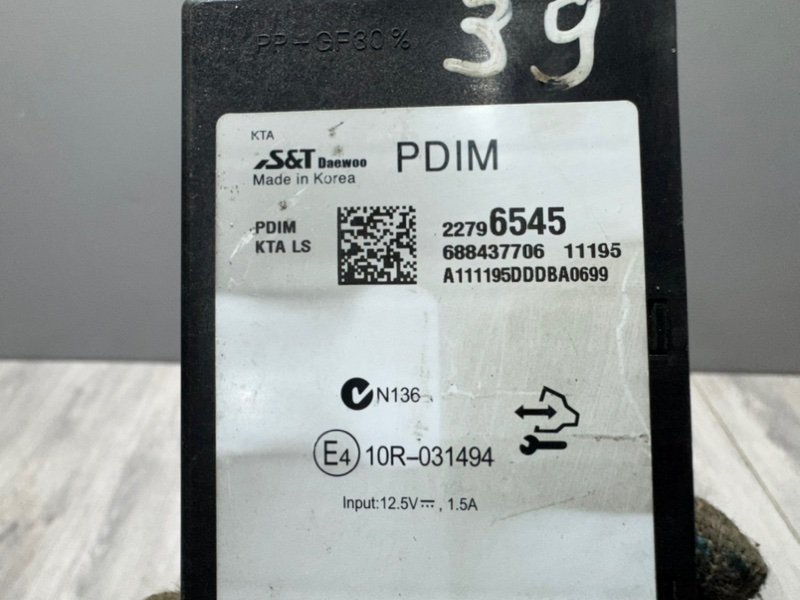 39
PP-GF30%
KTA
S&T Daewoo PDIM
Made in Korea
PDIM
KTA LS
22796545
688437706 11195
A111195DDDBA0699
N136
E4 10R-031494
Input:12.5V⎓, 1.5A